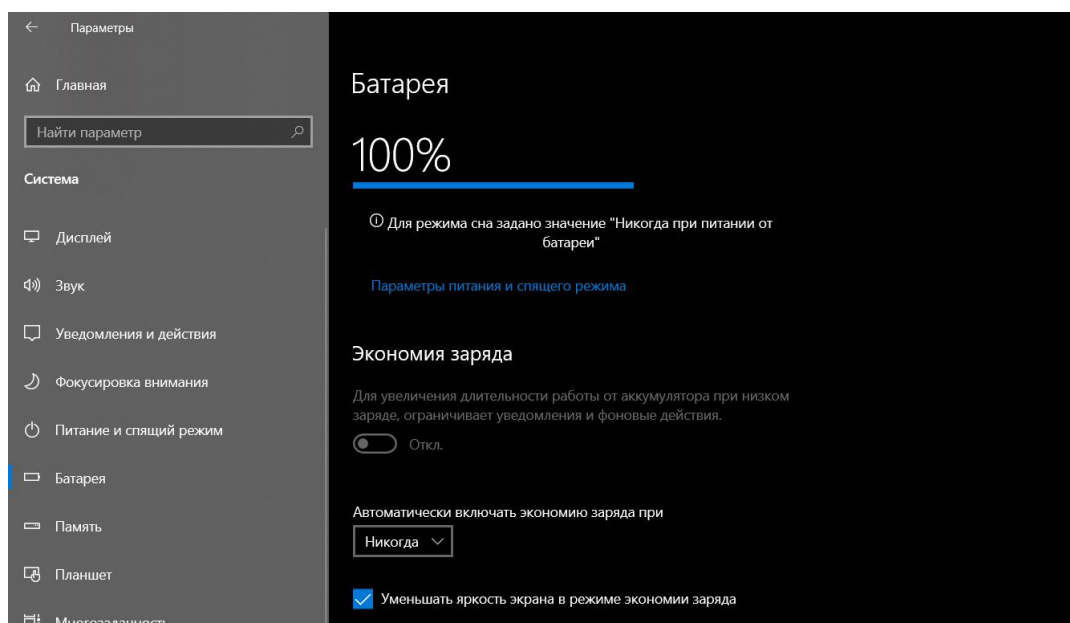 Параметры
Главная
Найти параметр
Система
Дисплей
Звук
Уведомления и действия
Фокусировка внимания
Питание и спящий режим
Батарея
Память
Планшет
Многозадачность
Батарея
100%
Для режима сна задано значение "Никогда при питании от
батареи"
Параметры питания и спящего режима
Экономия заряда
Для увеличения длительности работы от аккумулятора при низком
заряде, ограничивает уведомления и фоновые действия.
Откл.
Автоматически включать экономию заряда при
Никогда
Уменьшать яркость экрана в режиме экономии заряда